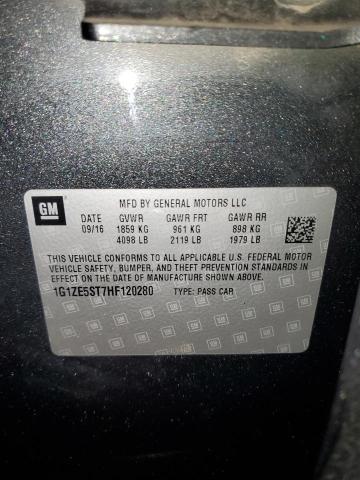 GM
MFD BY GENERAL MOTORS LLC
DATE GVWR GAWR FRT GAWR RR
09/16 1859 KG 961 KG 898 KG
4098 LB 2119 LB 1979 LB
THIS VEHICLE CONFORMS TO ALL APPLICABLE U.S. FEDERAL MOTOR
VEHICLE SAFETY, BUMPER, AND THEFT PREVENTION STANDARDS
IN EFFECT ON THE DATE OF MANUFACTURE SHOWN ABOVE.
1G1ZE5ST7HF120280 TYPE: PASS CAR